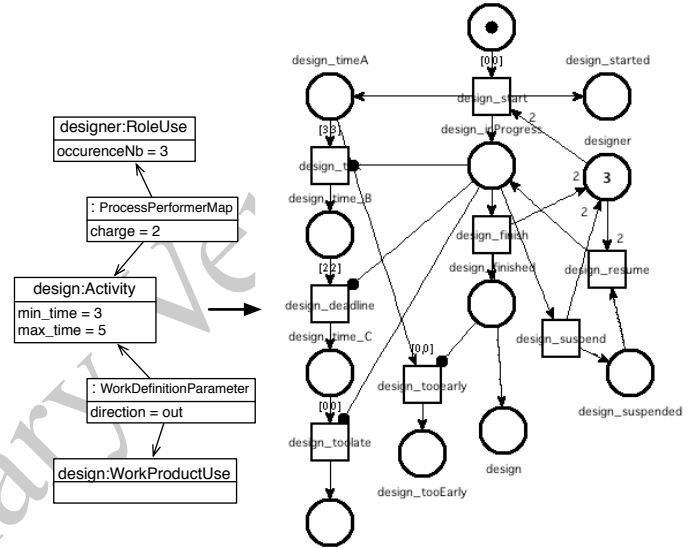 designer:RoleUse
occurenceNb = 3
: ProcessPerformerMap
charge = 2
design:Activity
min_time = 3
max_time = 5
: WorkDefinitionParameter
direction = out
design:WorkProductUse
[0,0]
design_timeA
design_started
design_start
2
design_inProgress
designer
[3,3]
3
2
design_time_B
2
2
design_finish
design_finished
design_resume
[2,2]
design_deadline
design_time_C
design_suspend
[0,0]
design_tooearly
[0,0]
design_suspended
design_toolate
design
design_tooEarly